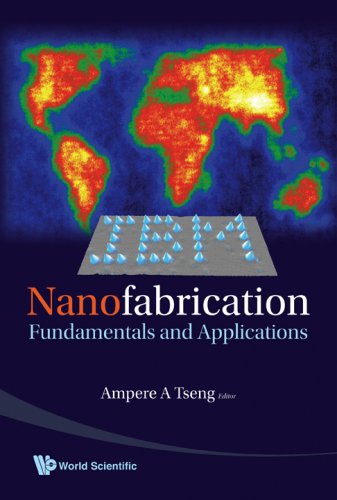 IBM
Nanofabrication
Fundamentals and Applications
Ampere A Tseng Editor
World Scientific